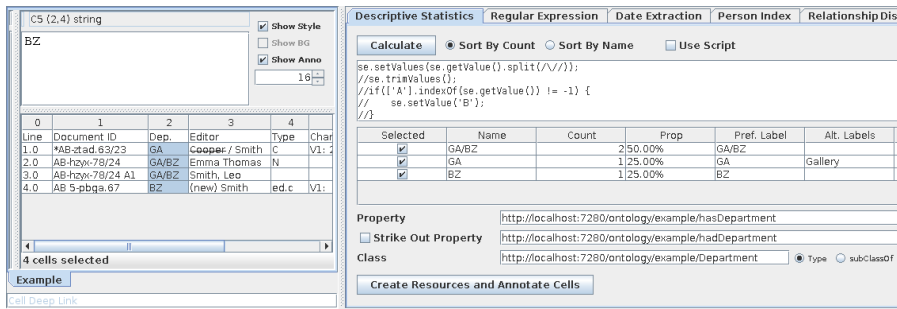 C5 (2,4) string
BZ
Show Style
Show BG
Show Anno
16
0 1 2 3 4
Line Document ID Dep. Editor Type Char
1.0 *AB-ztad.63/23 GA Cooper / Smith C V1: 2
2.0 AB-hzyx-78/24 GA/BZ Emma Thomas N
3.0 AB-hzyx-78/24 A1 GA/BZ Smith, Leo
4.0 AB 5-pbga.67 BZ (new) Smith ed.c V1:
4 cells selected
Example
Cell Deep Link
Descriptive Statistics Regular Expression Date Extraction Person Index Relationship Dis
Calculate Sort By Count Sort By Name Use Script
se.setValues(se.getValue().split(/\//));
//se.trimValues();
//if(['A'].indexOf(se.getValue()) != -1) {
// se.setValue('B');
//}
Selected Name Count Prop Pref. Label Alt. Labels
GA/BZ 2 50.00% GA/BZ
GA 1 25.00% GA Gallery
BZ 1 25.00% BZ
Property http://localhost:7280/ontology/example/hasDepartment
Strike Out Property http://localhost:7280/ontology/example/hadDepartment
Class http://localhost:7280/ontology/example/Department Type subClassOf
Create Resources and Annotate Cells